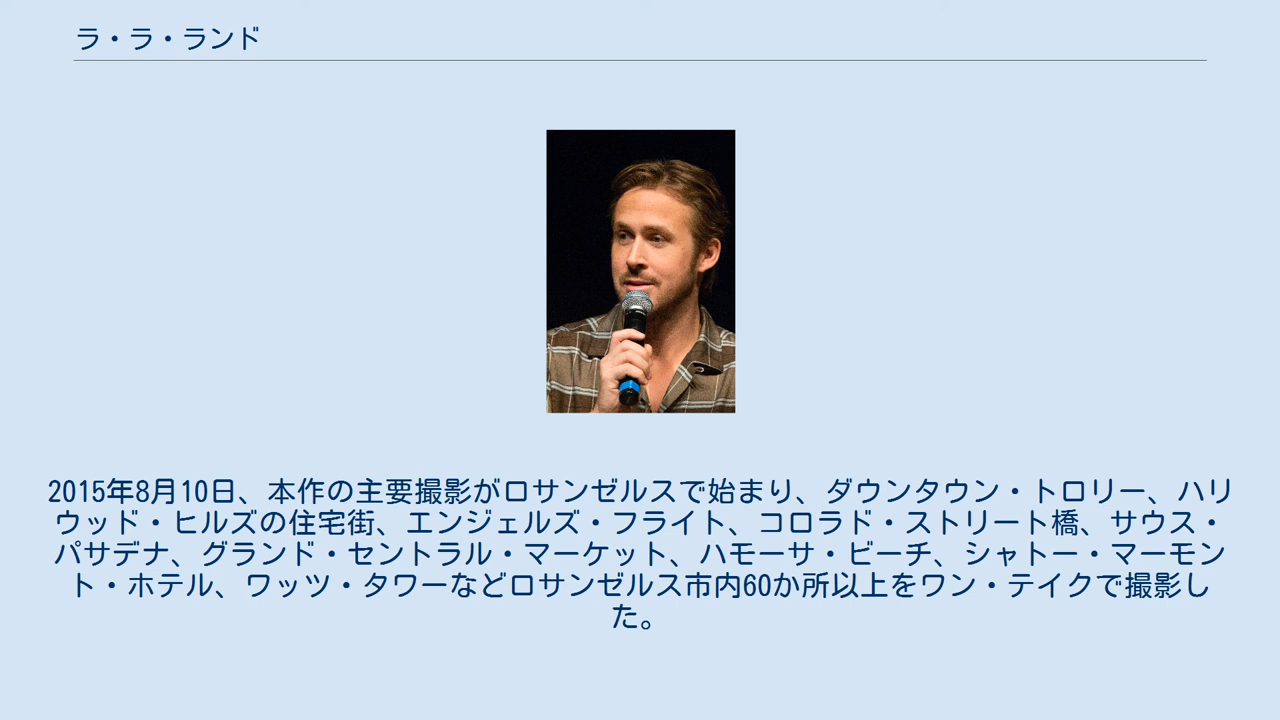 ラ・ラ・ランド
2015年8月10日、本作の主要撮影がロサンゼルスで始まり、ダウンタウン・トロリー、ハリ
ウッド・ヒルズの住宅街、エンジェルズ・フライト、コロラド・ストリート橋、サウス・
パサデナ、グランド・セントラル・マーケット、ハモーサ・ビーチ、シャトー・マーモン
ト・ホテル、ワッツ・タワーなどロサンゼルス市内60か所以上をワン・テイクで撮影し
た。